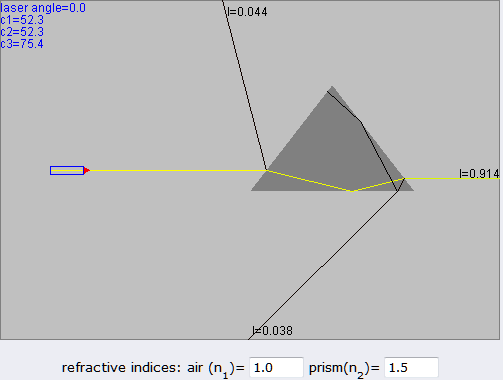 laser angle=0.0
c1=52.3
c2=52.3
c3=75.4
I=0.044
I=0.914
I=0.038
refractive indices: air (n1)= 1.0 prism(n2)= 1.5